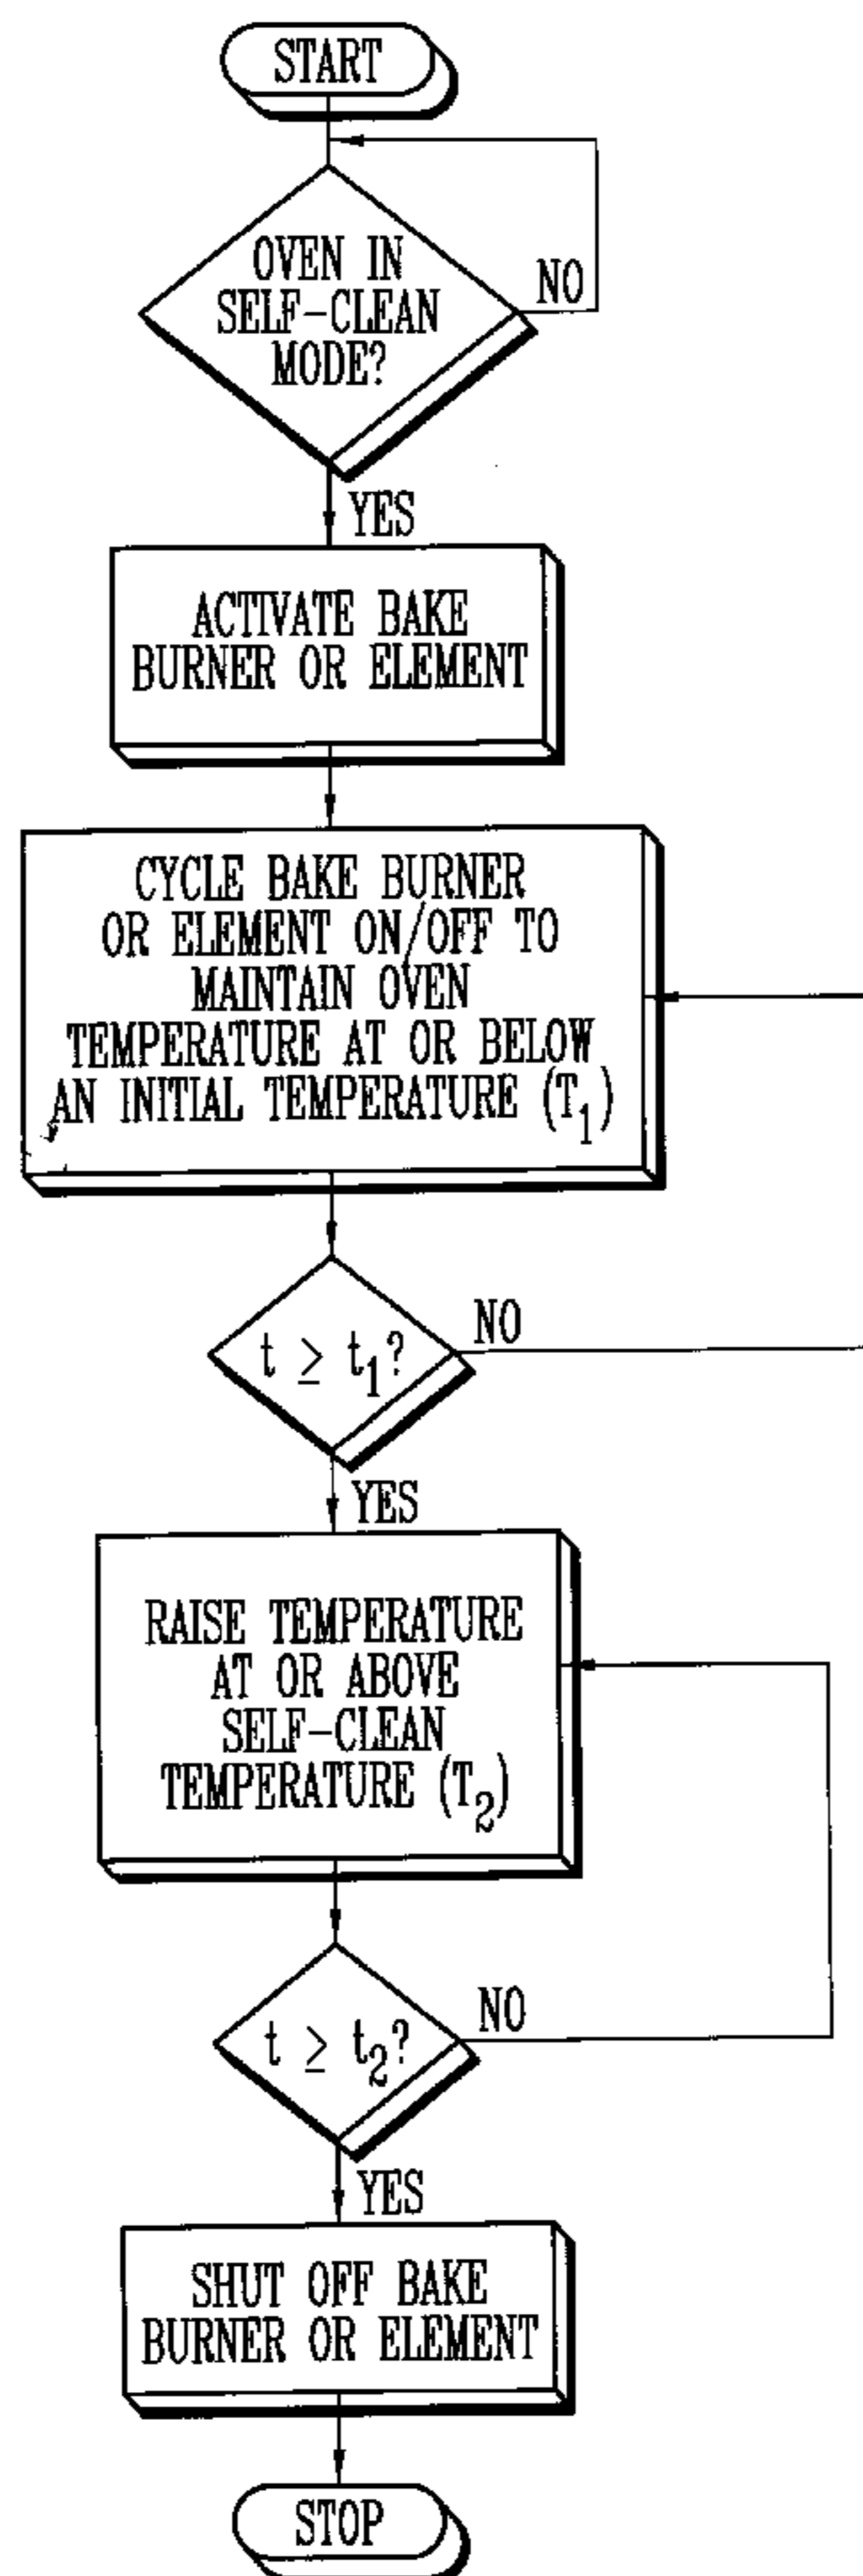 START
OVEN IN
SELF-CLEAN
MODE?
NO
YES
ACTIVATE BAKE
BURNER OR ELEMENT
CYCLE BAKE BURNER
OR ELEMENT ON/OFF TO
MAINTAIN OVEN
TEMPERATURE AT OR BELOW
AN INITIAL TEMPERATURE (T₁)
t ≥ t₁?
NO
YES
RAISE TEMPERATURE
AT OR ABOVE
SELF-CLEAN
TEMPERATURE (T₂)
t ≥ t₂?
NO
YES
SHUT OFF BAKE
BURNER OR ELEMENT
STOP